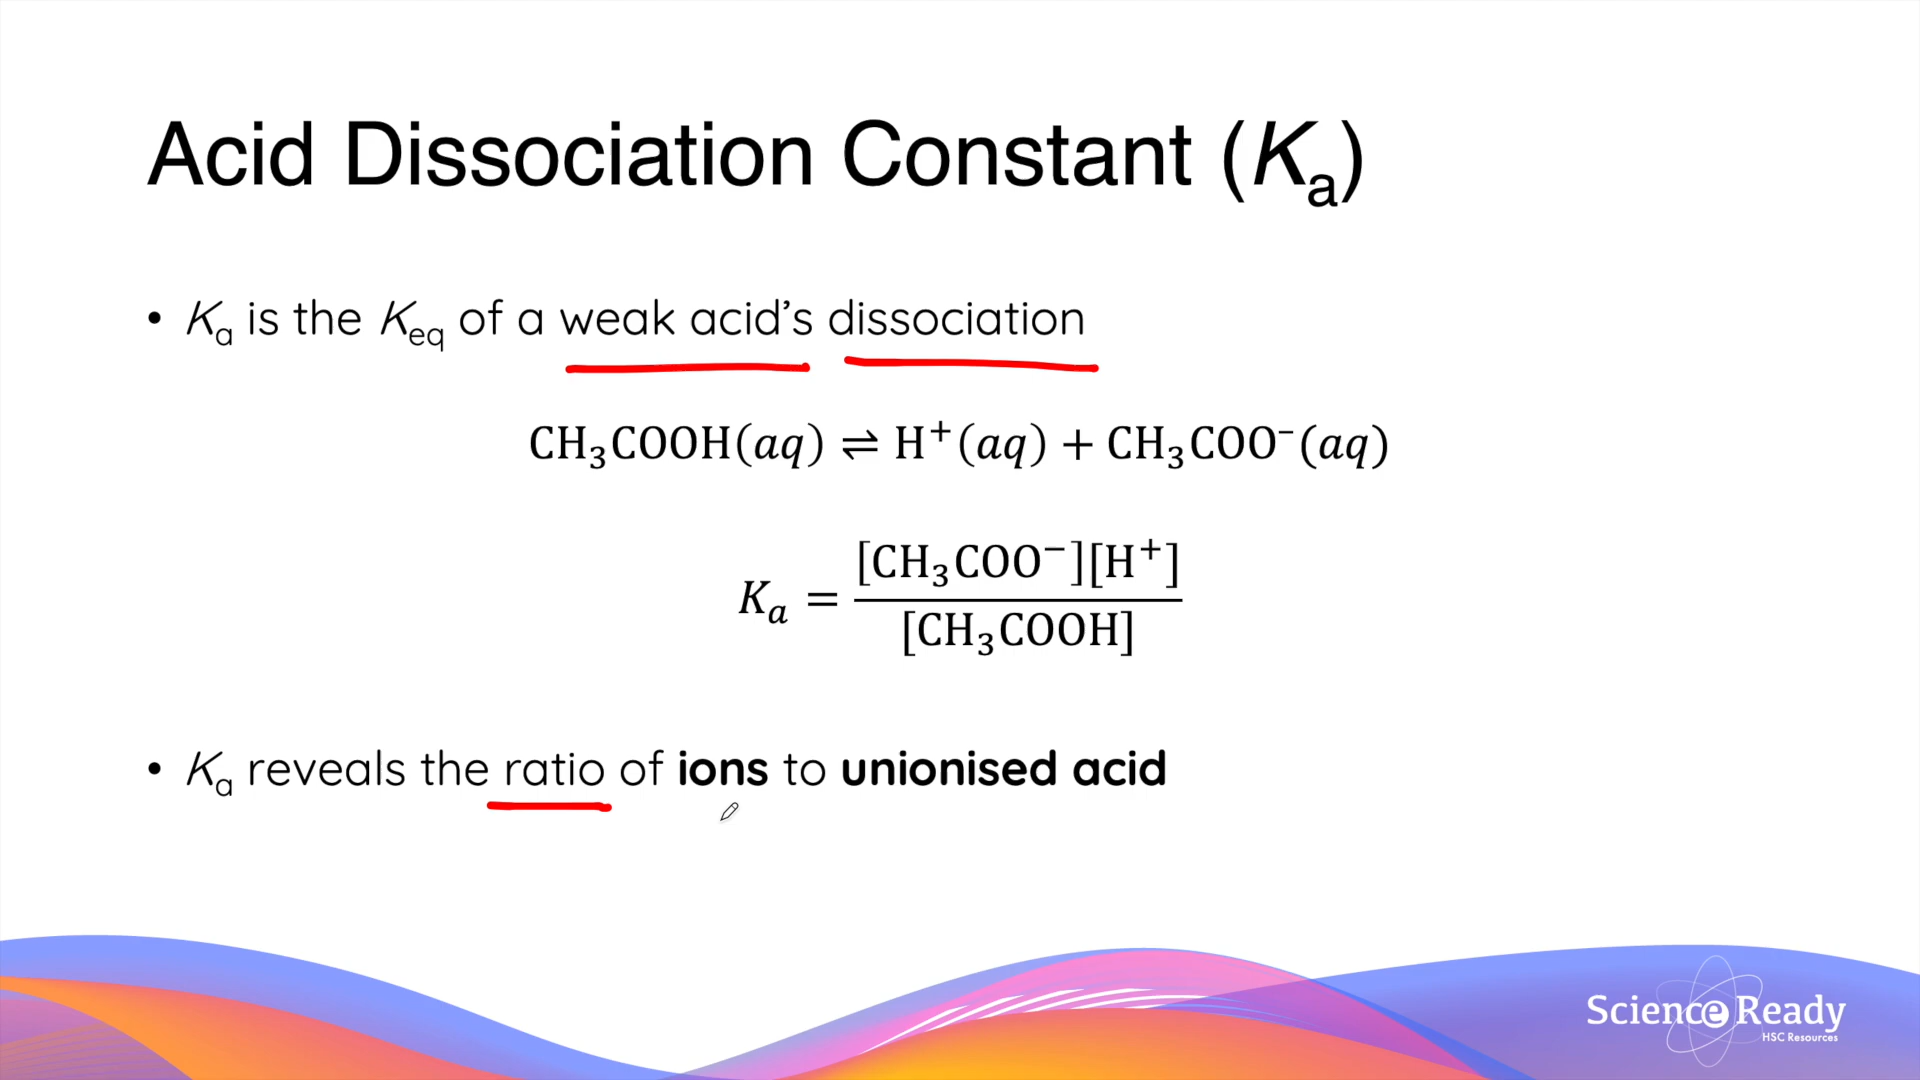 Acid Dissociation Constant (Kₐ)
• Kₐ is the Keq of a weak acid’s dissociation
CH₃COOH(aq) ⇌ H⁺(aq) + CH₃COO⁻(aq)
Kₐ = [CH₃COO⁻][H⁺] / [CH₃COOH]
• Kₐ reveals the ratio of ions to unionised acid
Science Ready
HSC Resources